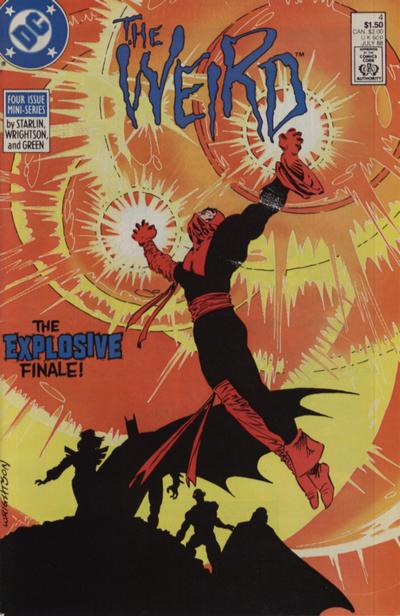 DC
THE
WEIRD
TM
4
$1.50
CAN. $2.00
U.K. 60p
JULY 88
APPROVED
BY THE
COMICS
CODE
AUTHORITY
FOUR ISSUE
MINI-SERIES
by STARLIN,
WRIGHTSON,
and GREEN
THE
EXPLOSIVE
FINALE!
WRIGHTSON